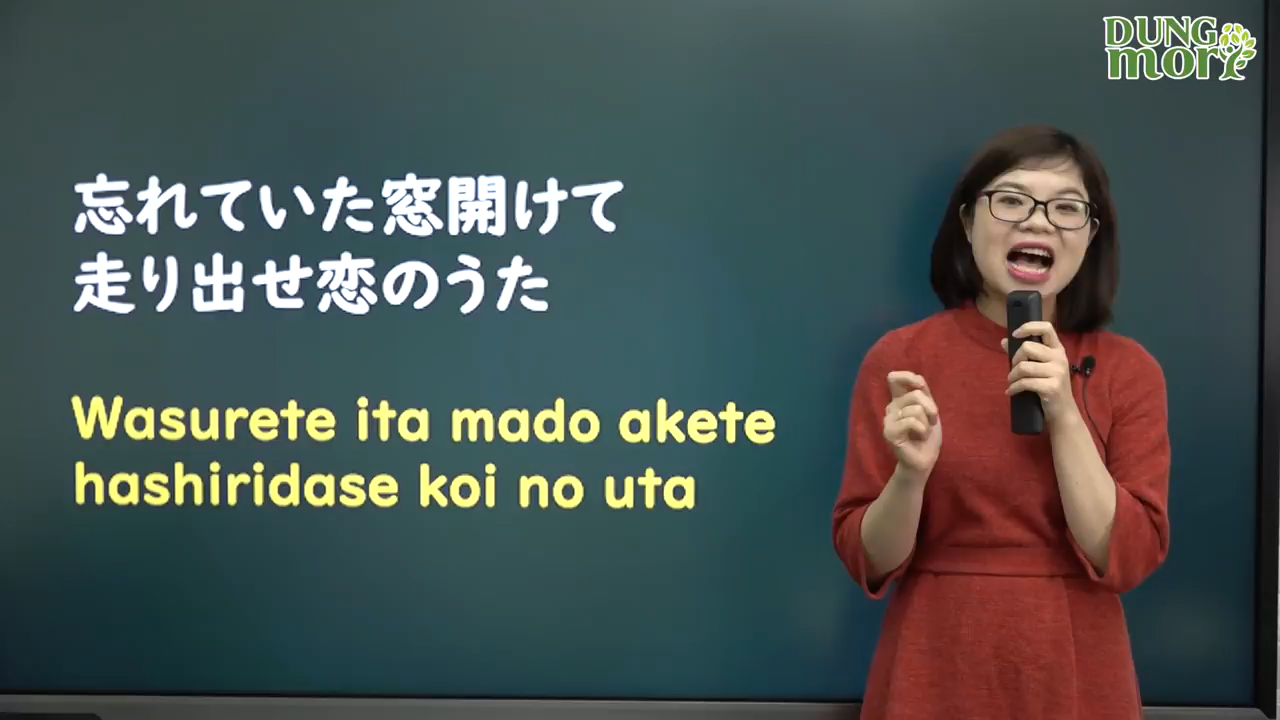 DUNG
mori
忘れていた窓開けて
走り出せ恋のうた
Wasurete ita mado akete
hashiridase koi no uta